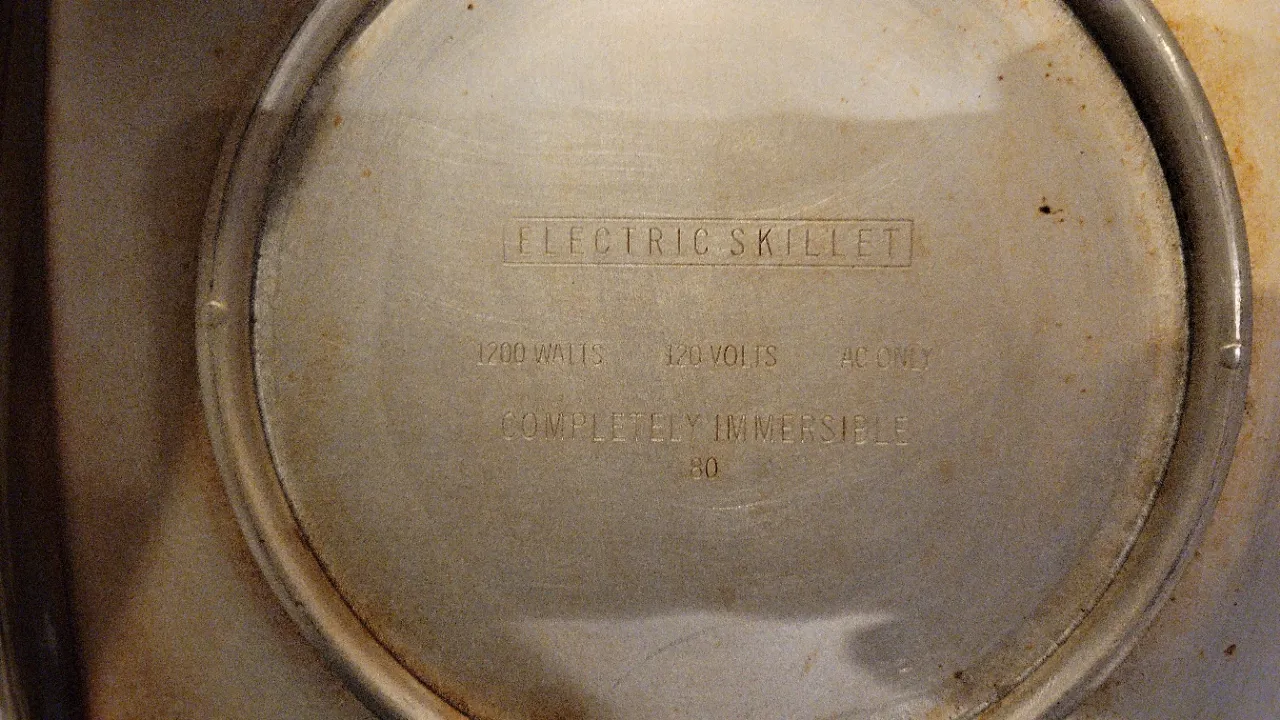 ELECTRIC SKILLET
1200 WATTS 120 VOLTS AC ONLY
COMPLETELY IMMERSIBLE
80